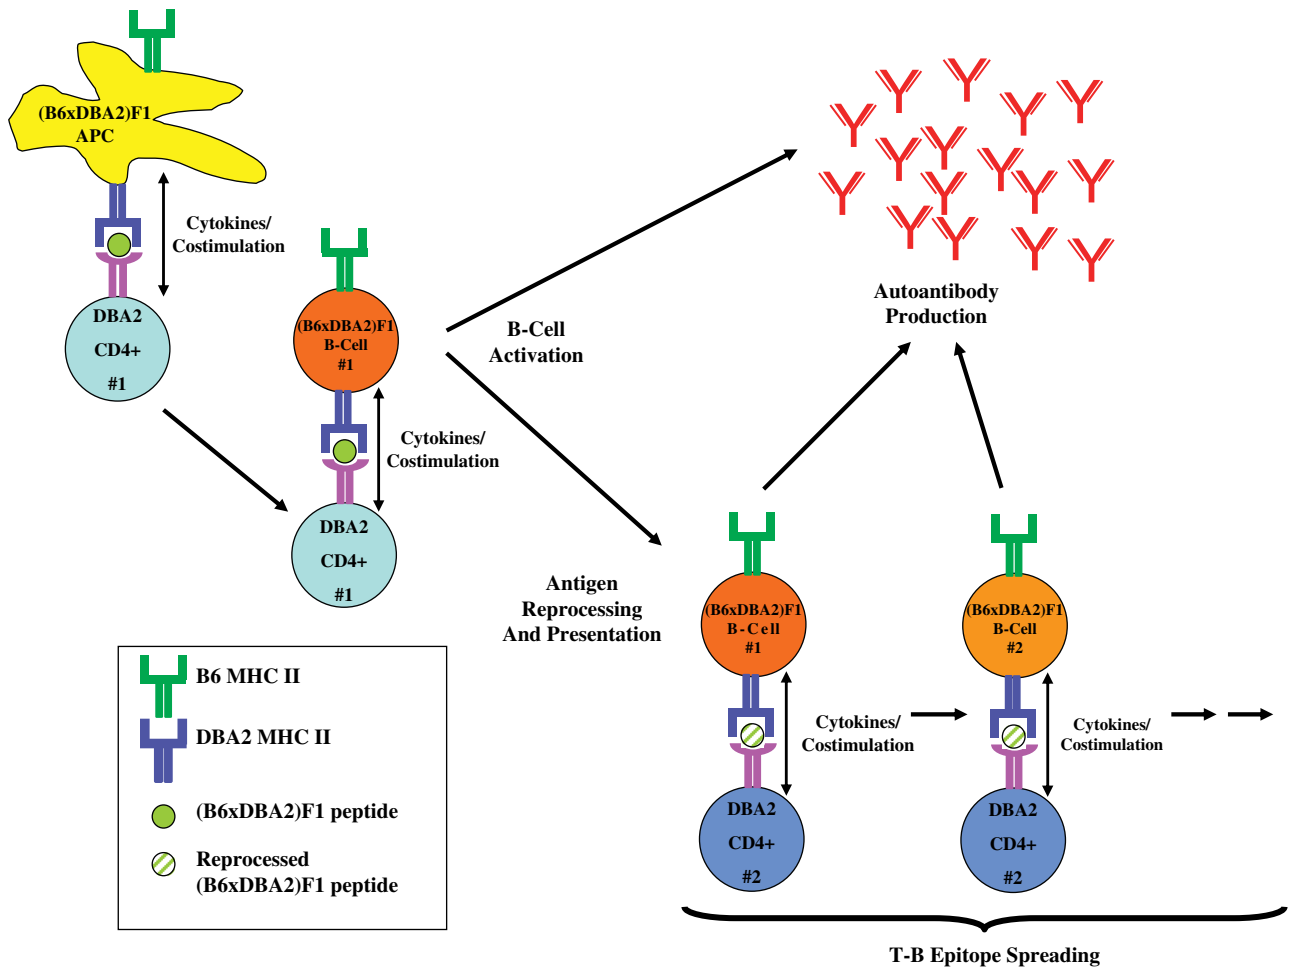 (B6xDBA2)F1
APC
Cytokines/
Costimulation
DBA2
CD4+
#1
(B6xDBA2)F1
B-Cell
#1
Cytokines/
Costimulation
DBA2
CD4+
#1
B-Cell
Activation
Autoantibody
Production
Antigen
Reprocessing
And Presentation
(B6xDBA2)F1
B-Cell
#1
Cytokines/
Costimulation
DBA2
CD4+
#2
(B6xDBA2)F1
B-Cell
#2
Cytokines/
Costimulation
DBA2
CD4+
#2
T-B Epitope Spreading
B6 MHC II
DBA2 MHC II
(B6xDBA2)F1 peptide
Reprocessed
(B6xDBA2)F1 peptide